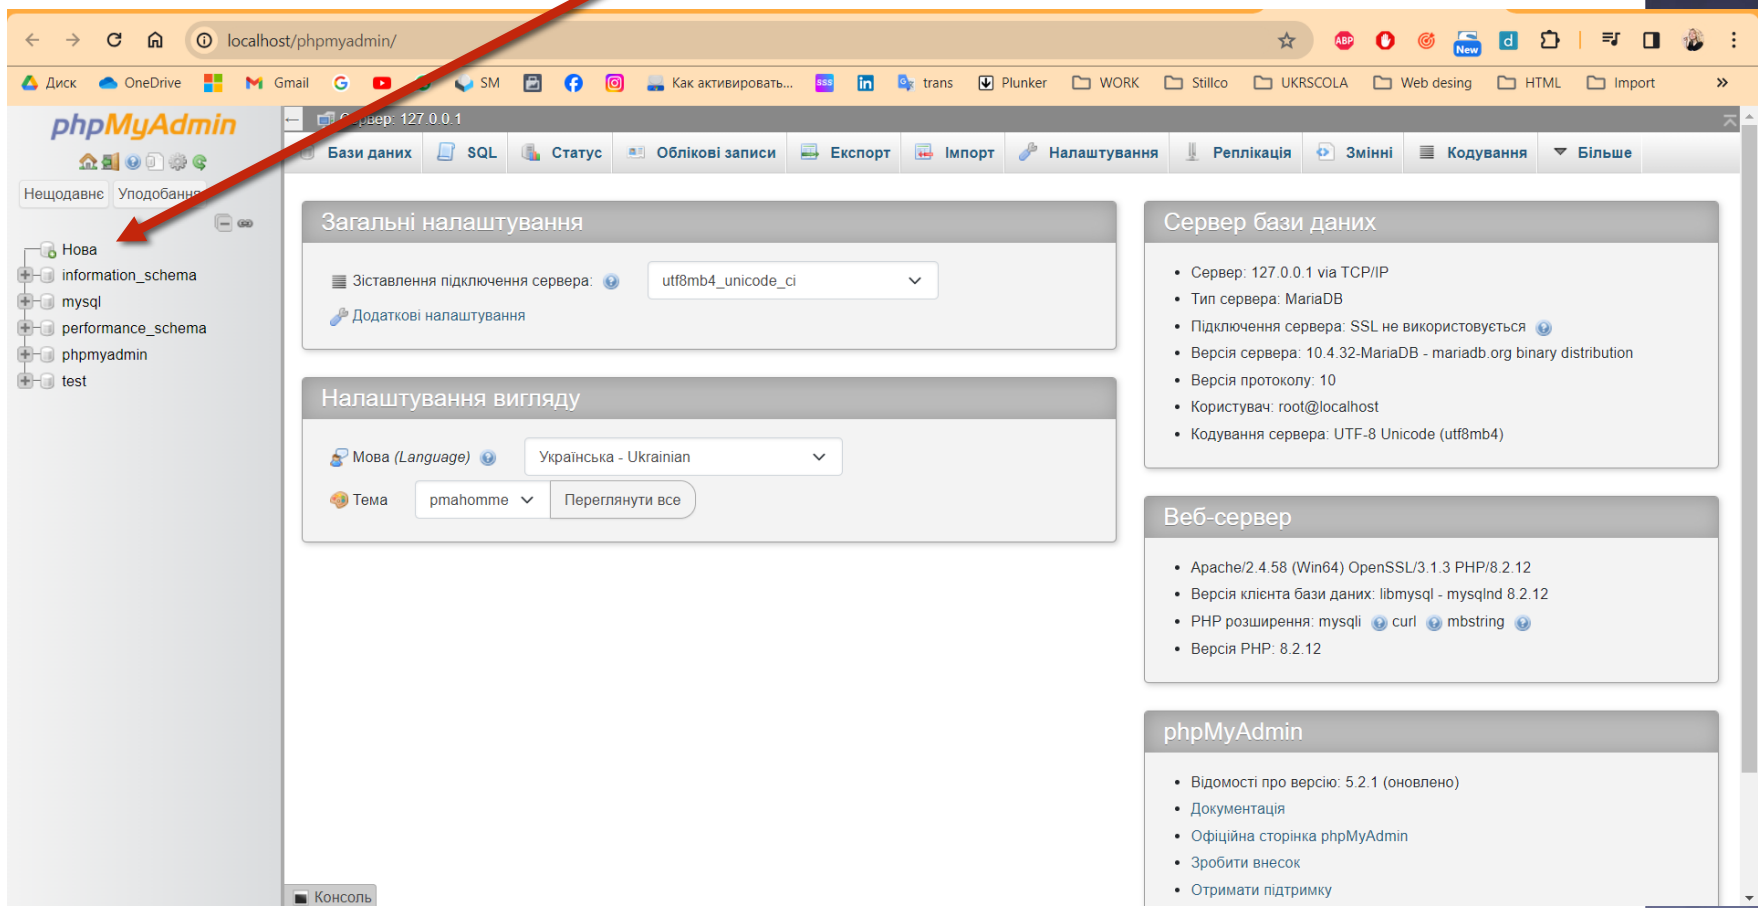 localhost/phpmyadmin/
ABP
New
d
Диск OneDrive Gmail SM Как активировать... sss in trans Plunker WORK Stillco UKRSCOLA Web desing HTML Import
phpMyAdmin
Нещодавнє Уподобання
Нова
information_schema
mysql
performance_schema
phpmyadmin
test
Сервер: 127.0.0.1
Бази даних SQL Статус Облікові записи Експорт Імпорт Налаштування Реплікація Змінні Кодування Більше
Загальні налаштування
Зіставлення підключення сервера: utf8mb4_unicode_ci
Додаткові налаштування
Налаштування вигляду
Мова (Language) Українська - Ukrainian
Тема pmahomme Переглянути все
Сервер бази даних
Сервер: 127.0.0.1 via TCP/IP
Тип сервера: MariaDB
Підключення сервера: SSL не використовується
Версія сервера: 10.4.32-MariaDB - mariadb.org binary distribution
Версія протоколу: 10
Користувач: root@localhost
Кодування сервера: UTF-8 Unicode (utf8mb4)
Веб-сервер
Apache/2.4.58 (Win64) OpenSSL/3.1.3 PHP/8.2.12
Версія клієнта бази даних: libmysql - mysqlnd 8.2.12
PHP розширення: mysqli curl mbstring
Версія PHP: 8.2.12
phpMyAdmin
Відомості про версію: 5.2.1 (оновлено)
Документація
Офіційна сторінка phpMyAdmin
Зробити внесок
Отримати підтримку
Консоль